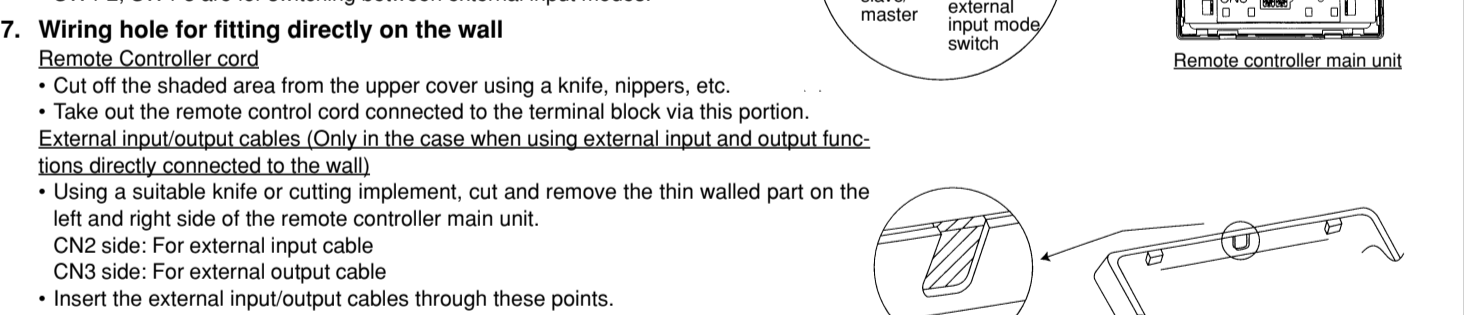 7. Wiring hole for fitting directly on the wall
Remote Controller cord
• Cut off the shaded area from the upper cover using a knife, nippers, etc.
• Take out the remote control cord connected to the terminal block via this portion.
External input/output cables (Only in the case when using external input and output func-
tions directly connected to the wall)
• Using a suitable knife or cutting implement, cut and remove the thin walled part on the
left and right side of the remote controller main unit.
CN2 side: For external input cable
CN3 side: For external output cable
• Insert the external input/output cables through these points.
master
external
input mode
switch
Remote controller main unit